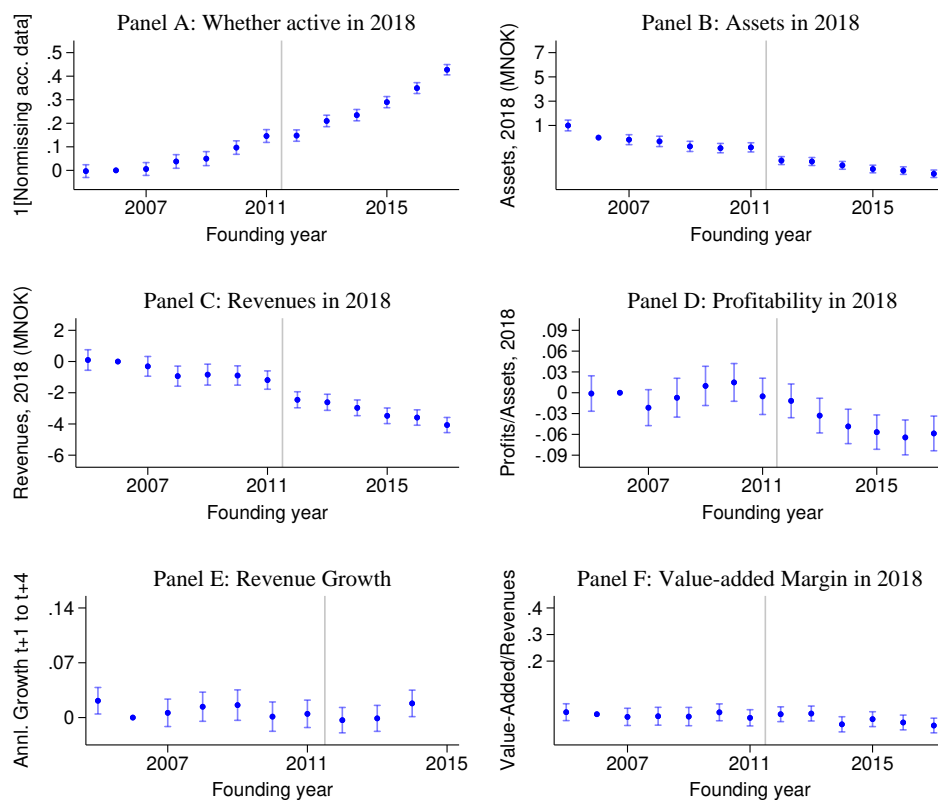 Panel A: Whether active in 2018
1[Nonmissing acc. data]
.5
.4
.3
.2
.1
0
2007
2011
2015
Founding year
Panel B: Assets in 2018
Assets, 2018 (MNOK)
7
5
3
1
2007
2011
2015
Founding year
Panel C: Revenues in 2018
Revenues, 2018 (MNOK)
2
0
-2
-4
-6
2007
2011
2015
Founding year
Panel D: Profitability in 2018
Profits/Assets, 2018
.09
.06
.03
0
-.03
-.06
-.09
2007
2011
2015
Founding year
Panel E: Revenue Growth
Annl. Growth t+1 to t+4
.14
.07
0
2007
2011
2015
Founding year
Panel F: Value-added Margin in 2018
Value-Added/Revenues
.4
.3
.2
2007
2011
2015
Founding year